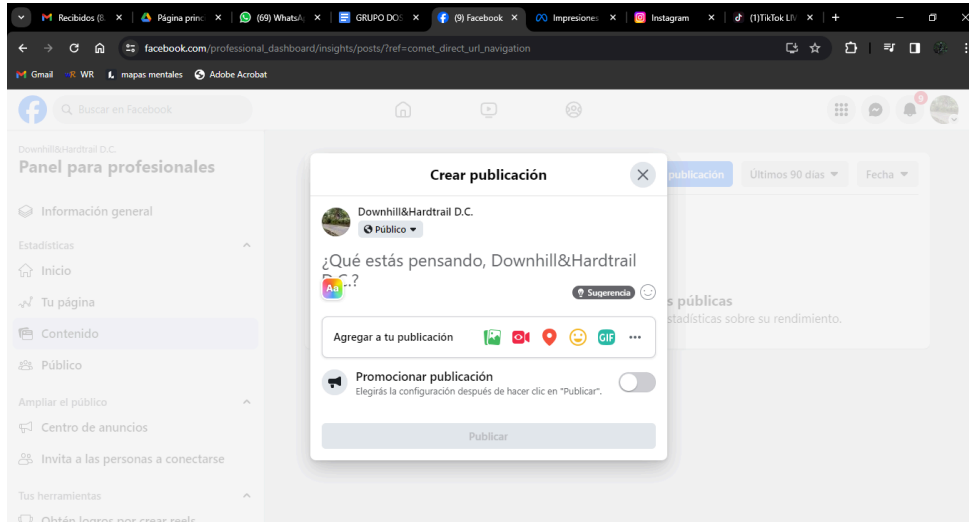 Recibidos (8.
Página princ
(69) WhatsA
GRUPO DOS
(9) Facebook
Impresiones
Instagram
(1)TikTok LIV
facebook.com/professional_dashboard/insights/posts/?ref=comet_direct_url_navigation
Gmail
WR
mapas mentales
Adobe Acrobat
Buscar en Facebook
9
Downhill&Hardtrail D.C.
Panel para profesionales
Información general
Estadísticas
Inicio
Tu página
Contenido
Público
Ampliar el público
Centro de anuncios
Invita a las personas a conectarse
Tus herramientas
Obtén logros por crear reels
Crear publicación
Downhill&Hardtrail D.C.
Público
¿Qué estás pensando, Downhill&Hardtrail
D.C.?
Aa
Sugerencia
Agregar a tu publicación
GIF
Promocionar publicación
Elegirás la configuración después de hacer clic en "Publicar".
Publicar
publicación
Últimos 90 días
Fecha
s públicas
stadísticas sobre su rendimiento.